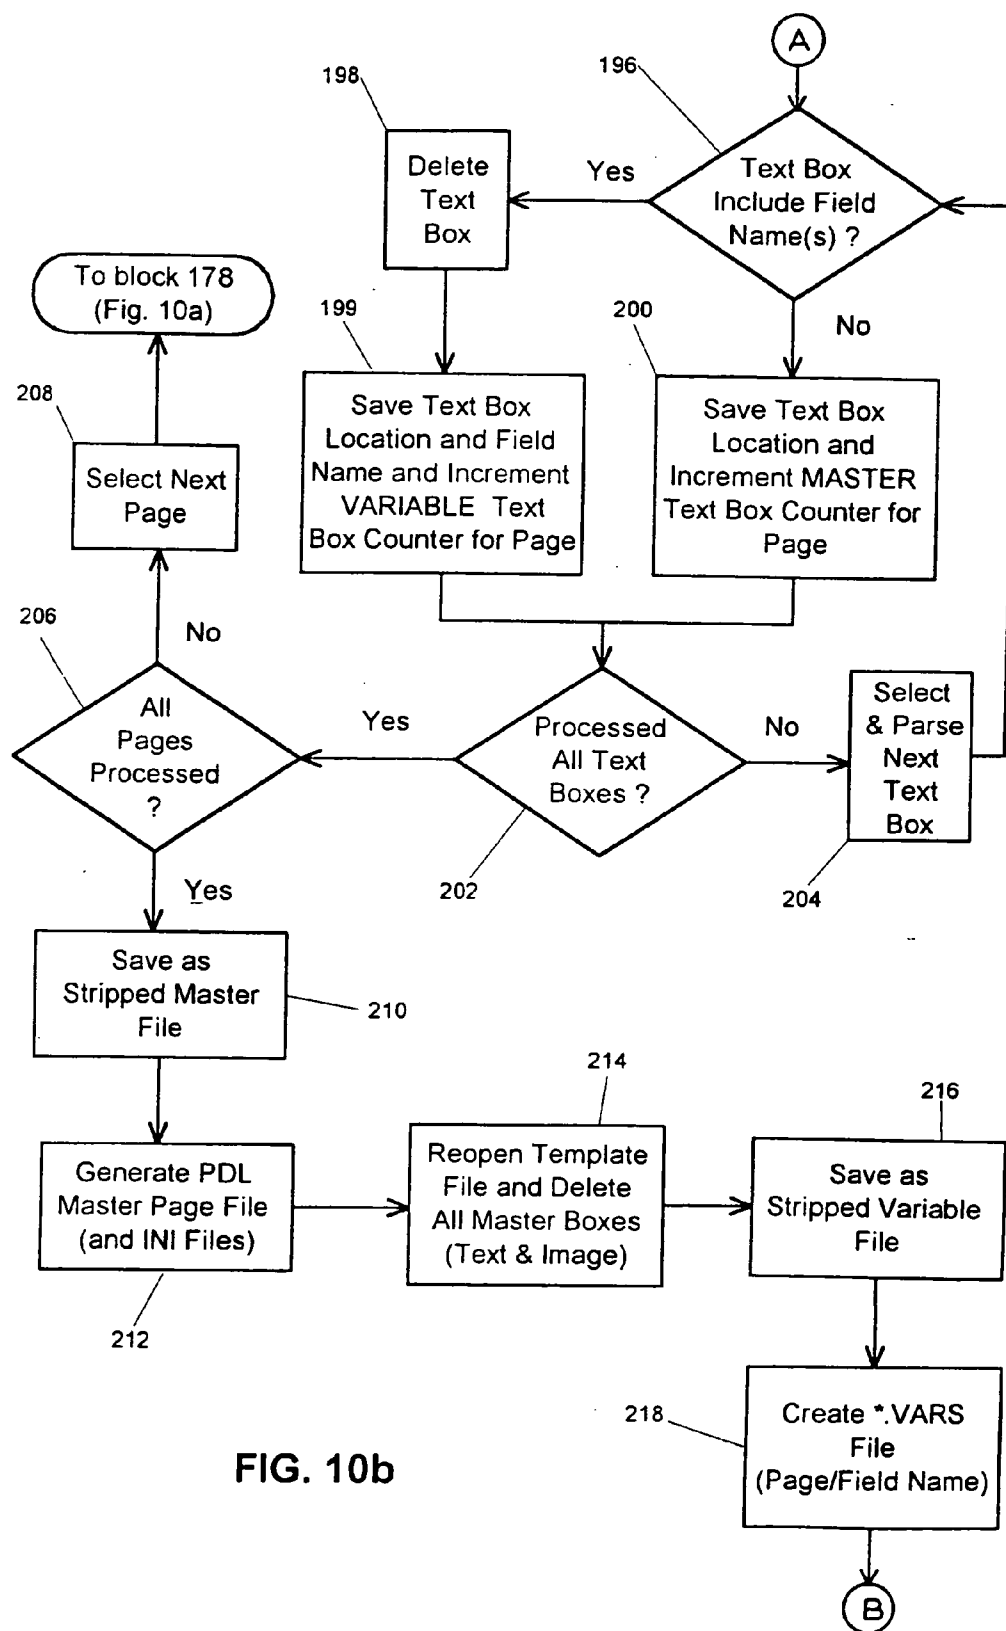 A
196
Text Box
Include Field
Name(s) ?
Yes
No
198
Delete
Text
Box
199
Save Text Box
Location and Field
Name and Increment
VARIABLE Text
Box Counter for Page
200
Save Text Box
Location and
Increment MASTER
Text Box Counter for
Page
To block 178
(Fig. 10a)
208
Select Next
Page
206
No
All
Pages
Processed
?
Yes
Yes
Processed
All Text
Boxes ?
202
No
Select
& Parse
Next
Text
Box
204
Save as
Stripped Master
File
210
Generate PDL
Master Page File
(and INI Files)
212
214
Reopen Template
File and Delete
All Master Boxes
(Text & Image)
216
Save as
Stripped Variable
File
218
Create *.VARS
File
(Page/Field Name)
B
FIG. 10b